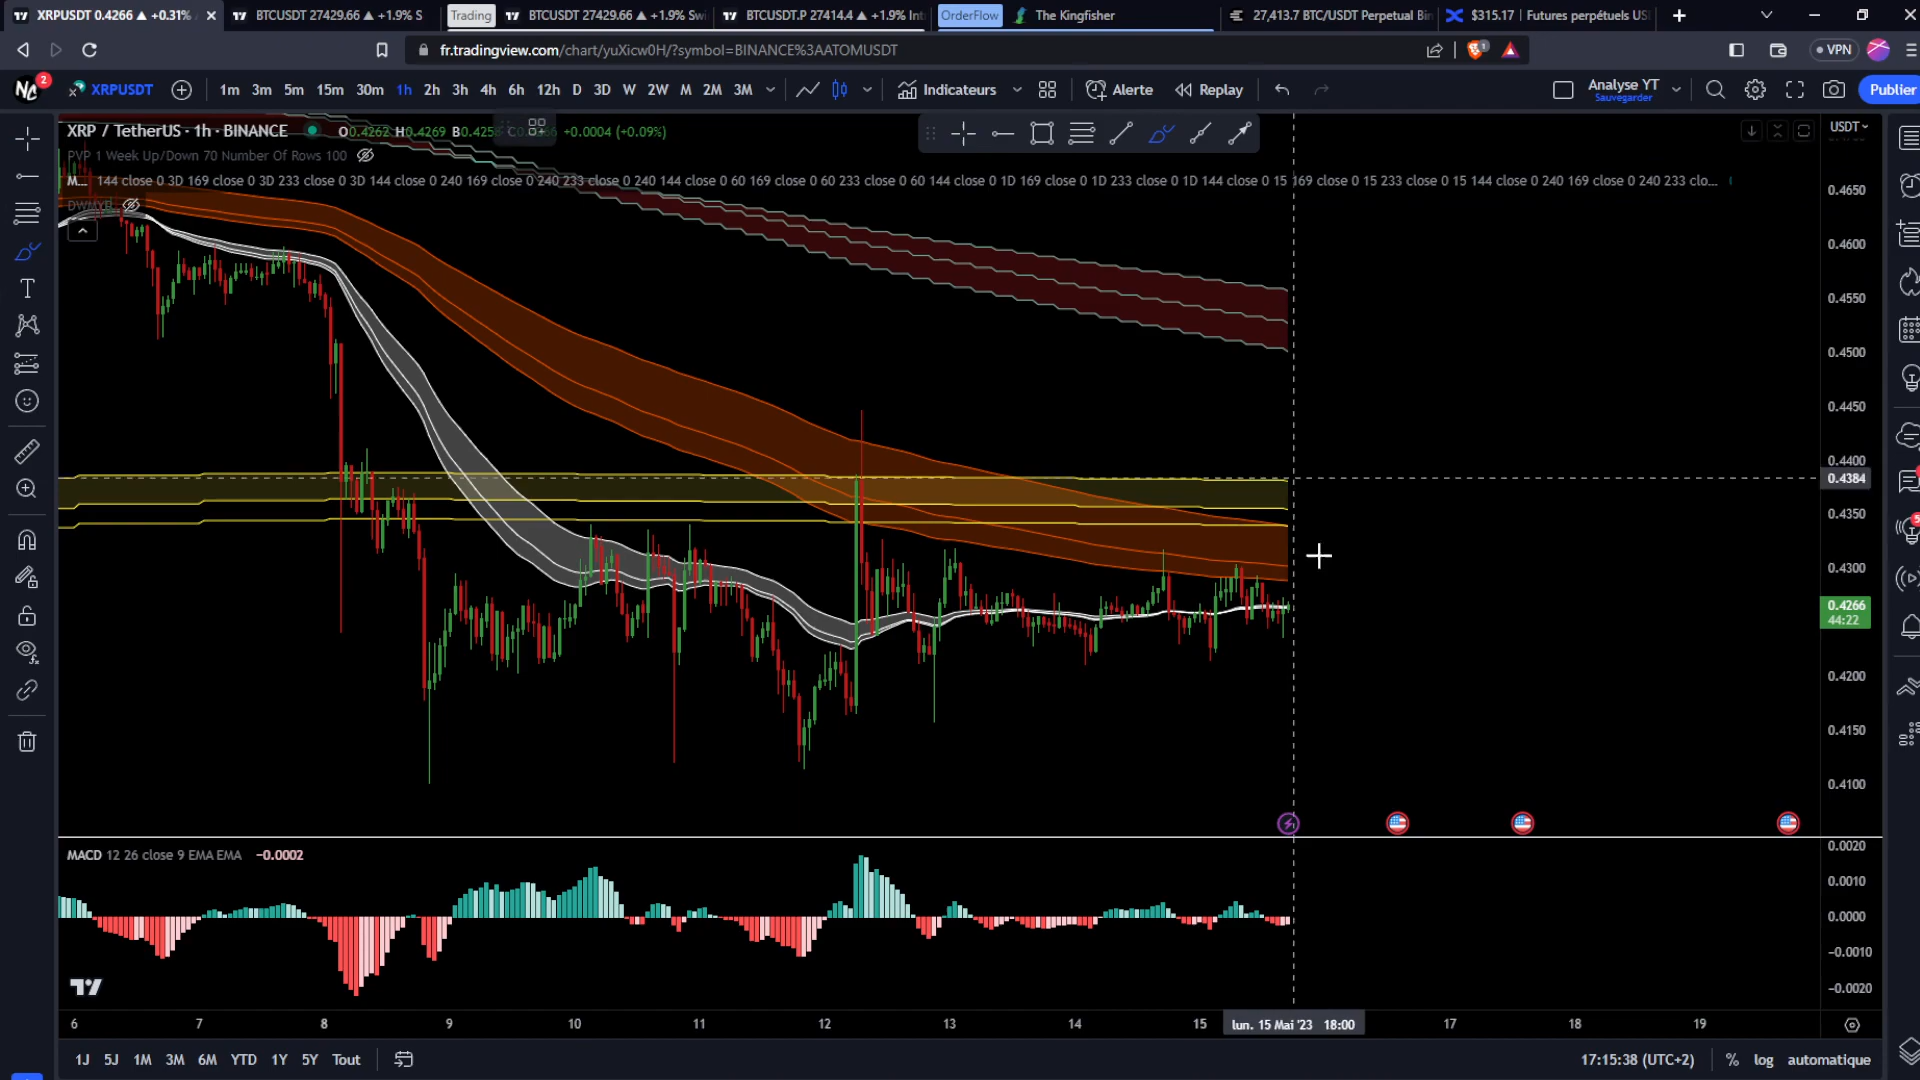 XRPUSDT 0.4266 ▲ +0.31%
BTCUSDT 27429.66 ▲ +1.9% S
Trading
BTCUSDT 27429.66 ▲ +1.9% Swi
BTCUSDT.P 27414.4 ▲ +1.9% Int
OrderFlow
The Kingfisher
27,413.7 BTC/USDT Perpetual Bin
$315.17 | Futures perpétuels US
fr.tradingview.com/chart/yuXicw0H/?symbol=BINANCE%3AATOMUSDT
1
VPN
2
XRPUSDT
1m 3m 5m 15m 30m 1h 2h 3h 4h 6h 12h D 3D W 2W M 2M 3M
Indicateurs
Alerte
Replay
Analyse YT
Sauvegarder
Publier
XRP / TetherUS · 1h · BINANCE
O0.4262 H0.4269 +0.0004 (+0.09%)
USDT
PVP 1 Week Up/Down 70 Number Of Rows 100
M... 144 close 0 3D 169 close 0 3D 233 close 0 3D 144 close 0 240 169 close 0 240 233 close 0 240 144 close 0 60 169 close 0 60 233 close 0 60 144 close 0 1D 169 close 0 1D 233 close 0 1D 144 close 0 15 169 close 0 15 233 close 0 15 144 close 0 240 169 close 0 240 233 clo...
DWMYB
0.4650
0.4600
0.4550
0.4500
0.4450
0.4400
0.4384
0.4350
0.4300
0.4266
44:22
0.4200
0.4150
0.4100
MACD 12 26 close 9 EMA EMA −0.0002
0.0020
0.0010
0.0000
−0.0010
−0.0020
6 7 8 9 10 11 12 13 14 15 lun. 15 Mai '23 18:00 17 18 19
1J 5J 1M 3M 6M YTD 1Y 5Y Tout
17:15:38 (UTC+2) % log automatique